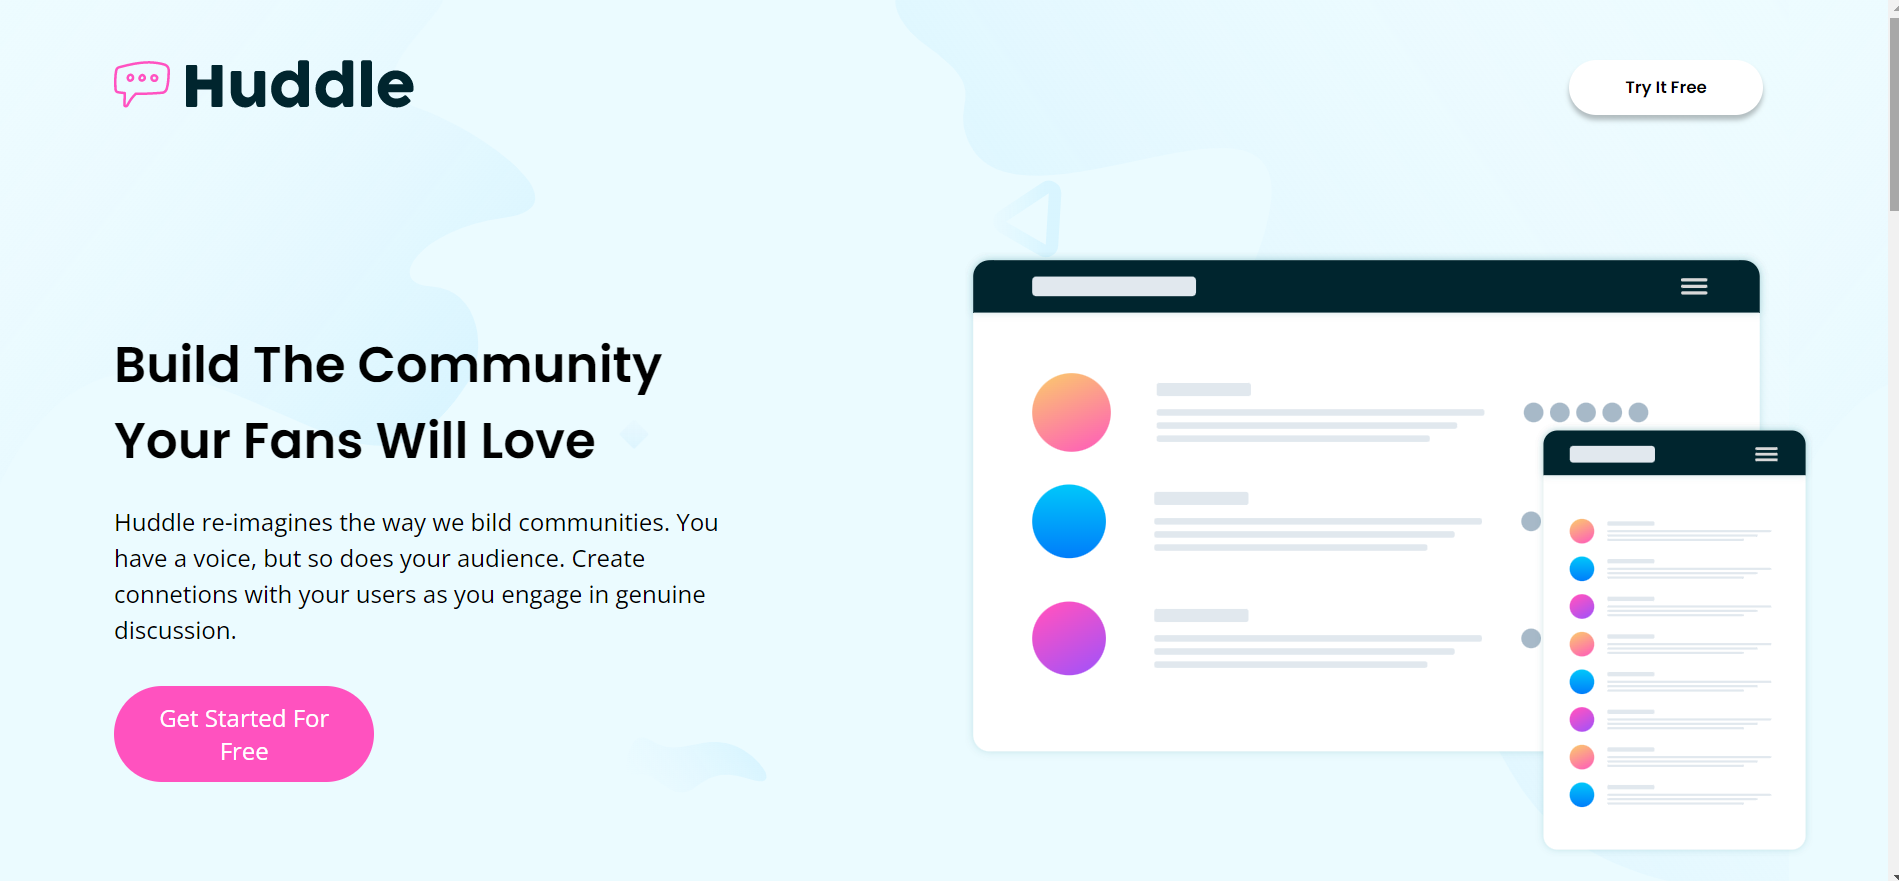 Huddle
Try It Free
Build The Community
Your Fans Will Love
Huddle re-imagines the way we bild communities. You
have a voice, but so does your audience. Create
connetions with your users as you engage in genuine
discussion.
Get Started For
Free